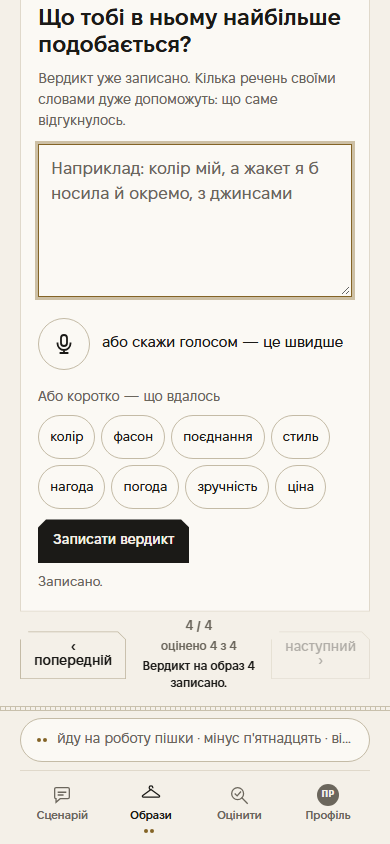 Що тобі в ньому найбільше
подобається?
Вердикт уже записано. Кілька речень своїми
словами дуже допоможуть: що саме
відгукнулось.
Наприклад: колір мій, а жакет я б
носила й окремо, з джинсами
або скажи голосом — це швидше
Або коротко — що вдалось
колір фасон поєднання стиль
нагода погода зручність ціна
Записати вердикт
Записано.
‹
попередній
4 / 4
оцінено 4 з 4
Вердикт на образ 4
записано.
наступний
›
йду на роботу пішки · мінус п'ятнадцять · ві...
Сценарій Образи Оцінити ПР Профіль